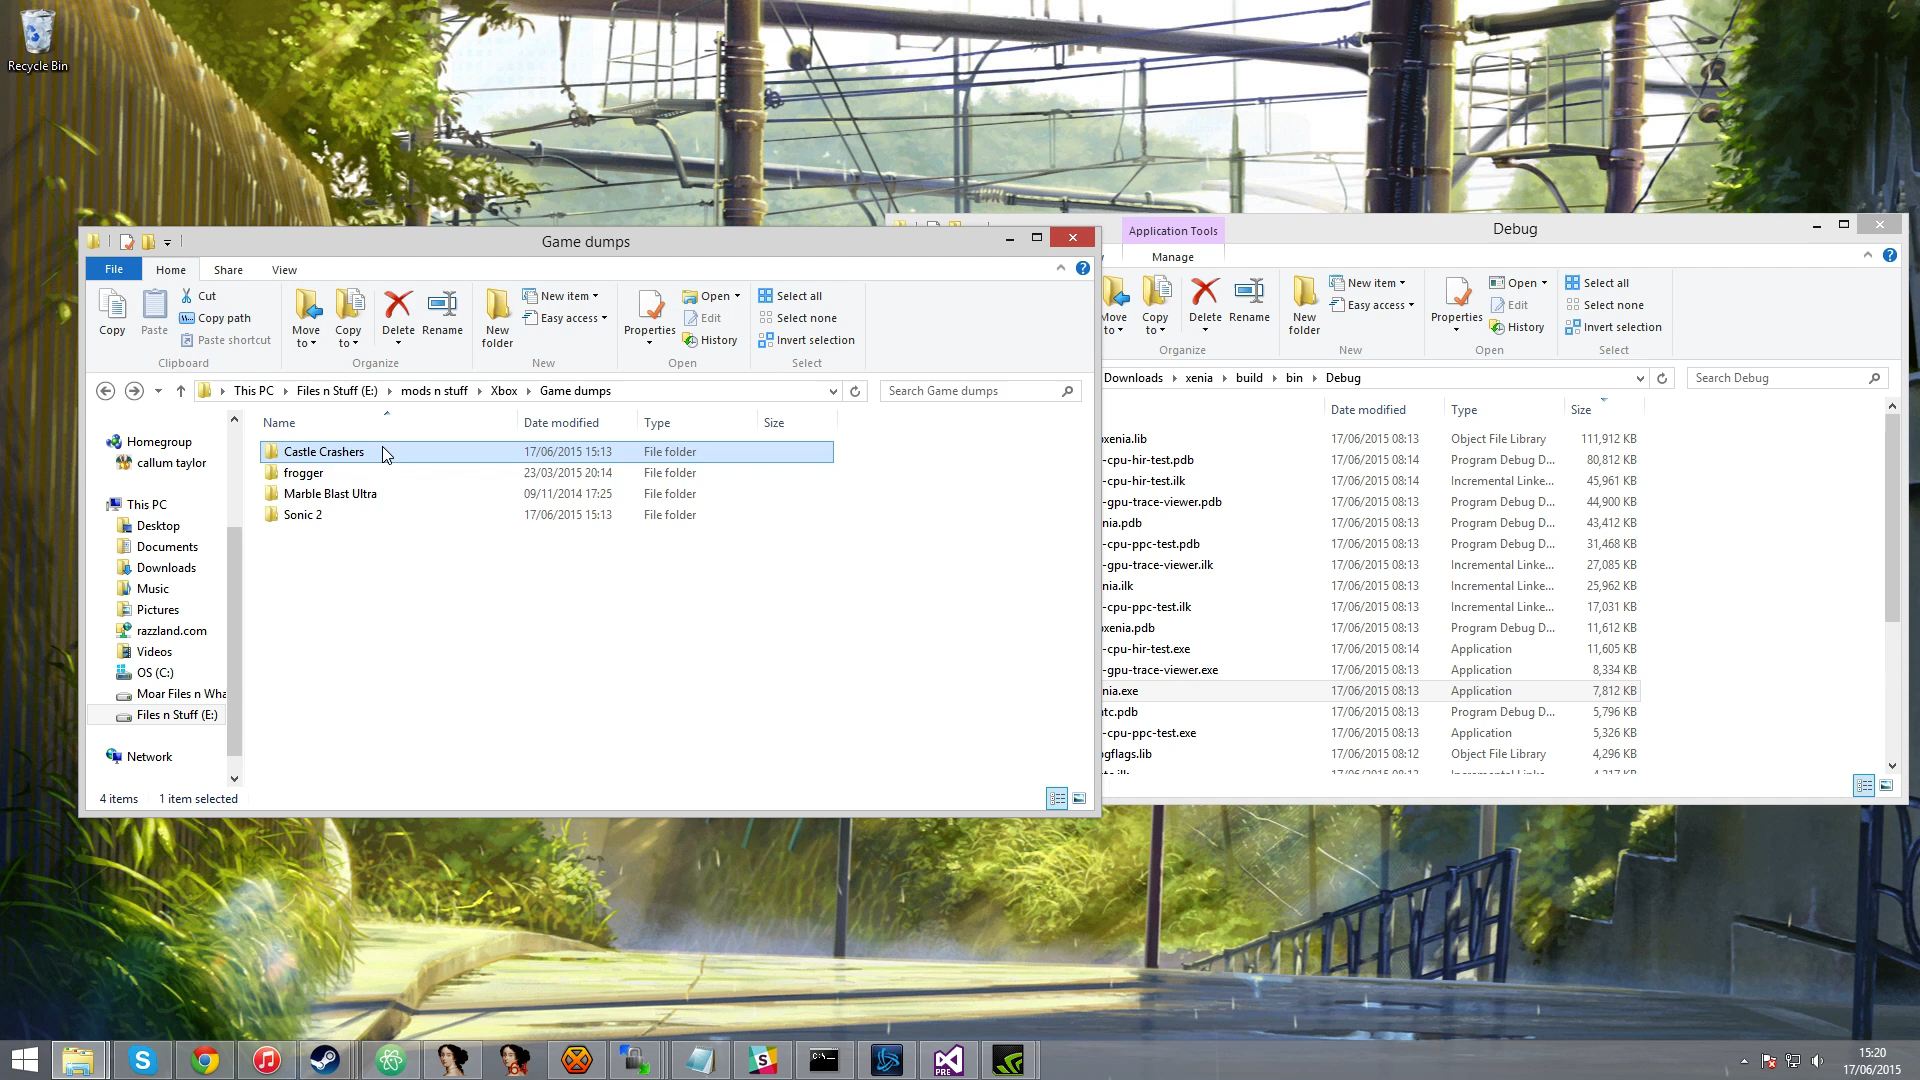 Recycle Bin
Game dumps
File Home Share View
Copy
Paste
Cut
Copy path
Paste shortcut
Clipboard
Move to
Copy to
Delete
Rename
Organize
New folder
New item
Easy access
New
Properties
Open
Edit
History
Open
Select all
Select none
Invert selection
Select
This PC Files n Stuff (E:) mods n stuff Xbox Game dumps
Search Game dumps
Homegroup
callum taylor
This PC
Desktop
Documents
Downloads
Music
Pictures
razzland.com
Videos
OS (C:)
Moar Files n Wha
Files n Stuff (E:)
Network
Name Date modified Type Size
Castle Crashers 17/06/2015 15:13 File folder
frogger 23/03/2015 20:14 File folder
Marble Blast Ultra 09/11/2014 17:25 File folder
Sonic 2 17/06/2015 15:13 File folder
4 items 1 item selected
Application Tools
Debug
Manage
Move to
Copy to
Delete
Rename
Organize
New folder
New item
Easy access
New
Properties
Open
Edit
History
Open
Select all
Select none
Invert selection
Select
Downloads xenia build bin Debug
Search Debug
Date modified Type Size
xenia.lib 17/06/2015 08:13 Object File Library 111,912 KB
-cpu-hir-test.pdb 17/06/2015 08:14 Program Debug D... 80,812 KB
-cpu-hir-test.ilk 17/06/2015 08:14 Incremental Linke... 45,961 KB
-gpu-trace-viewer.pdb 17/06/2015 08:13 Program Debug D... 44,900 KB
nia.pdb 17/06/2015 08:13 Program Debug D... 43,412 KB
-cpu-ppc-test.pdb 17/06/2015 08:13 Program Debug D... 31,468 KB
-gpu-trace-viewer.ilk 17/06/2015 08:13 Incremental Linke... 27,085 KB
nia.ilk 17/06/2015 08:13 Incremental Linke... 25,962 KB
-cpu-ppc-test.ilk 17/06/2015 08:13 Incremental Linke... 17,031 KB
xenia.pdb 17/06/2015 08:13 Program Debug D... 11,612 KB
-cpu-hir-test.exe 17/06/2015 08:14 Application 11,605 KB
-gpu-trace-viewer.exe 17/06/2015 08:13 Application 8,334 KB
nia.exe 17/06/2015 08:13 Application 7,812 KB
tc.pdb 17/06/2015 08:13 Program Debug D... 5,796 KB
-cpu-ppc-test.exe 17/06/2015 08:13 Application 5,326 KB
gflags.lib 17/06/2015 08:12 Object File Library 4,296 KB
15:20
17/06/2015